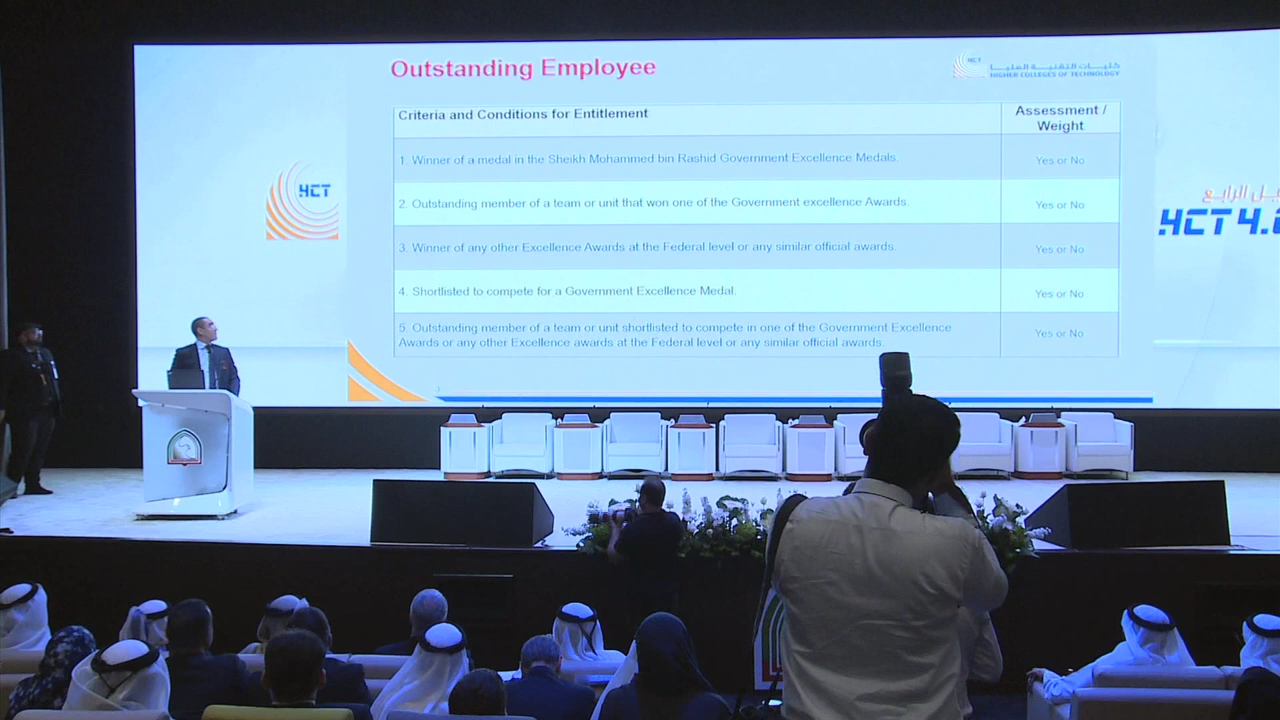 Outstanding Employee
HCT
كليات التقنية العليا
HIGHER COLLEGES OF TECHNOLOGY
Criteria and Conditions for Entitlement
Assessment /
Weight
1. Winner of a medal in the Sheikh Mohammed bin Rashid Government Excellence Medals.
Yes or No
2. Outstanding member of a team or unit that won one of the Government excellence Awards.
Yes or No
3. Winner of any other Excellence Awards at the Federal level or any similar official awards.
Yes or No
4. Shortlisted to compete for a Government Excellence Medal.
Yes or No
5. Outstanding member of a team or unit shortlisted to compete in one of the Government Excellence
Awards or any other Excellence awards at the Federal level or any similar official awards.
Yes or No
3
HCT
الرابع
HCT 4.